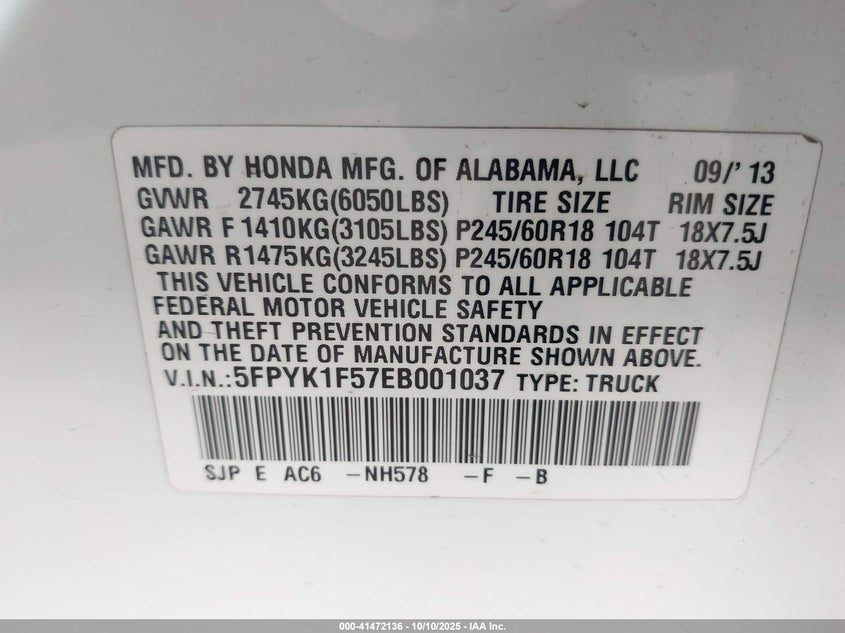 MFD. BY HONDA MFG. OF ALABAMA, LLC 09/' 13
GVWR 2745KG(6050LBS) TIRE SIZE RIM SIZE
GAWR F 1410KG(3105LBS) P245/60R18 104T 18X7.5J
GAWR R 1475KG(3245LBS) P245/60R18 104T 18X7.5J
THIS VEHICLE CONFORMS TO ALL APPLICABLE
FEDERAL MOTOR VEHICLE SAFETY
AND THEFT PREVENTION STANDARDS IN EFFECT
ON THE DATE OF MANUFACTURE SHOWN ABOVE.
V.I.N.:5FPYK1F57EB001037 TYPE: TRUCK
SJP E AC6 -NH578 -F -B
000-41472136 - 10/10/2025 - IAA Inc.